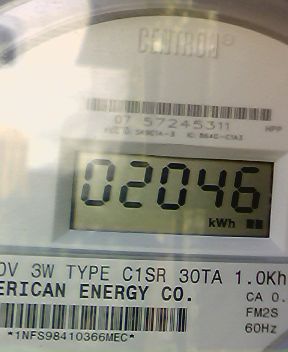 CENTRON®
07 57245311
HPP
02046
kWh
0V 3W TYPE C1SR 30TA 1.0Kh
ERICAN ENERGY CO.
CA 0.
FM2S
60Hz
*1NFS98410366MEC*